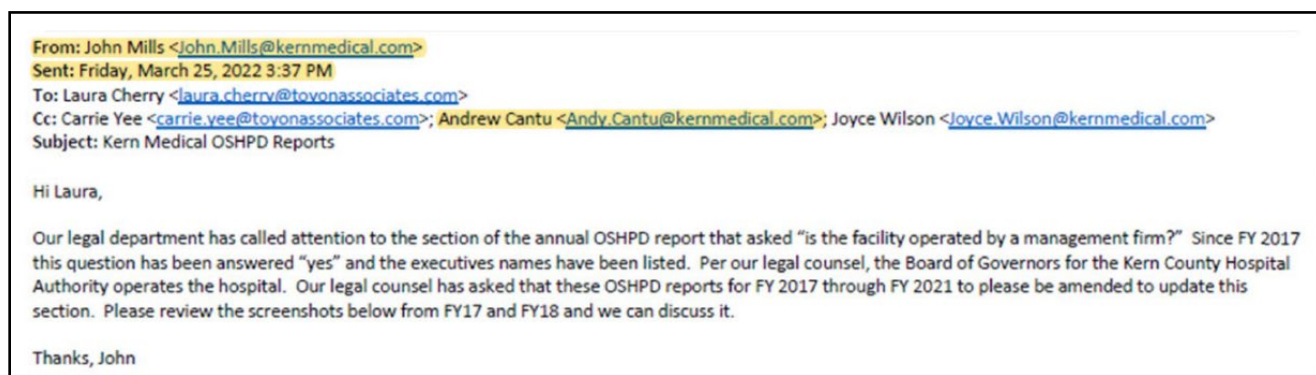 From: John Mills <John.Mills@kernmedical.com>
Sent: Friday, March 25, 2022 3:37 PM
To: Laura Cherry <laura.cherry@toyonassociates.com>
Cc: Carrie Yee <carrie.yee@toyonassociates.com>; Andrew Cantu <Andy.Cantu@kernmedical.com>; Joyce Wilson <Joyce.Wilson@kernmedical.com>
Subject: Kern Medical OSHPD Reports
Hi Laura,
Our legal department has called attention to the section of the annual OSHPD report that asked “is the facility operated by a management firm?” Since FY 2017
this question has been answered “yes” and the executives names have been listed. Per our legal counsel, the Board of Governors for the Kern County Hospital
Authority operates the hospital. Our legal counsel has asked that these OSHPD reports for FY 2017 through FY 2021 to please be amended to update this
section. Please review the screenshots below from FY17 and FY18 and we can discuss it.
Thanks, John